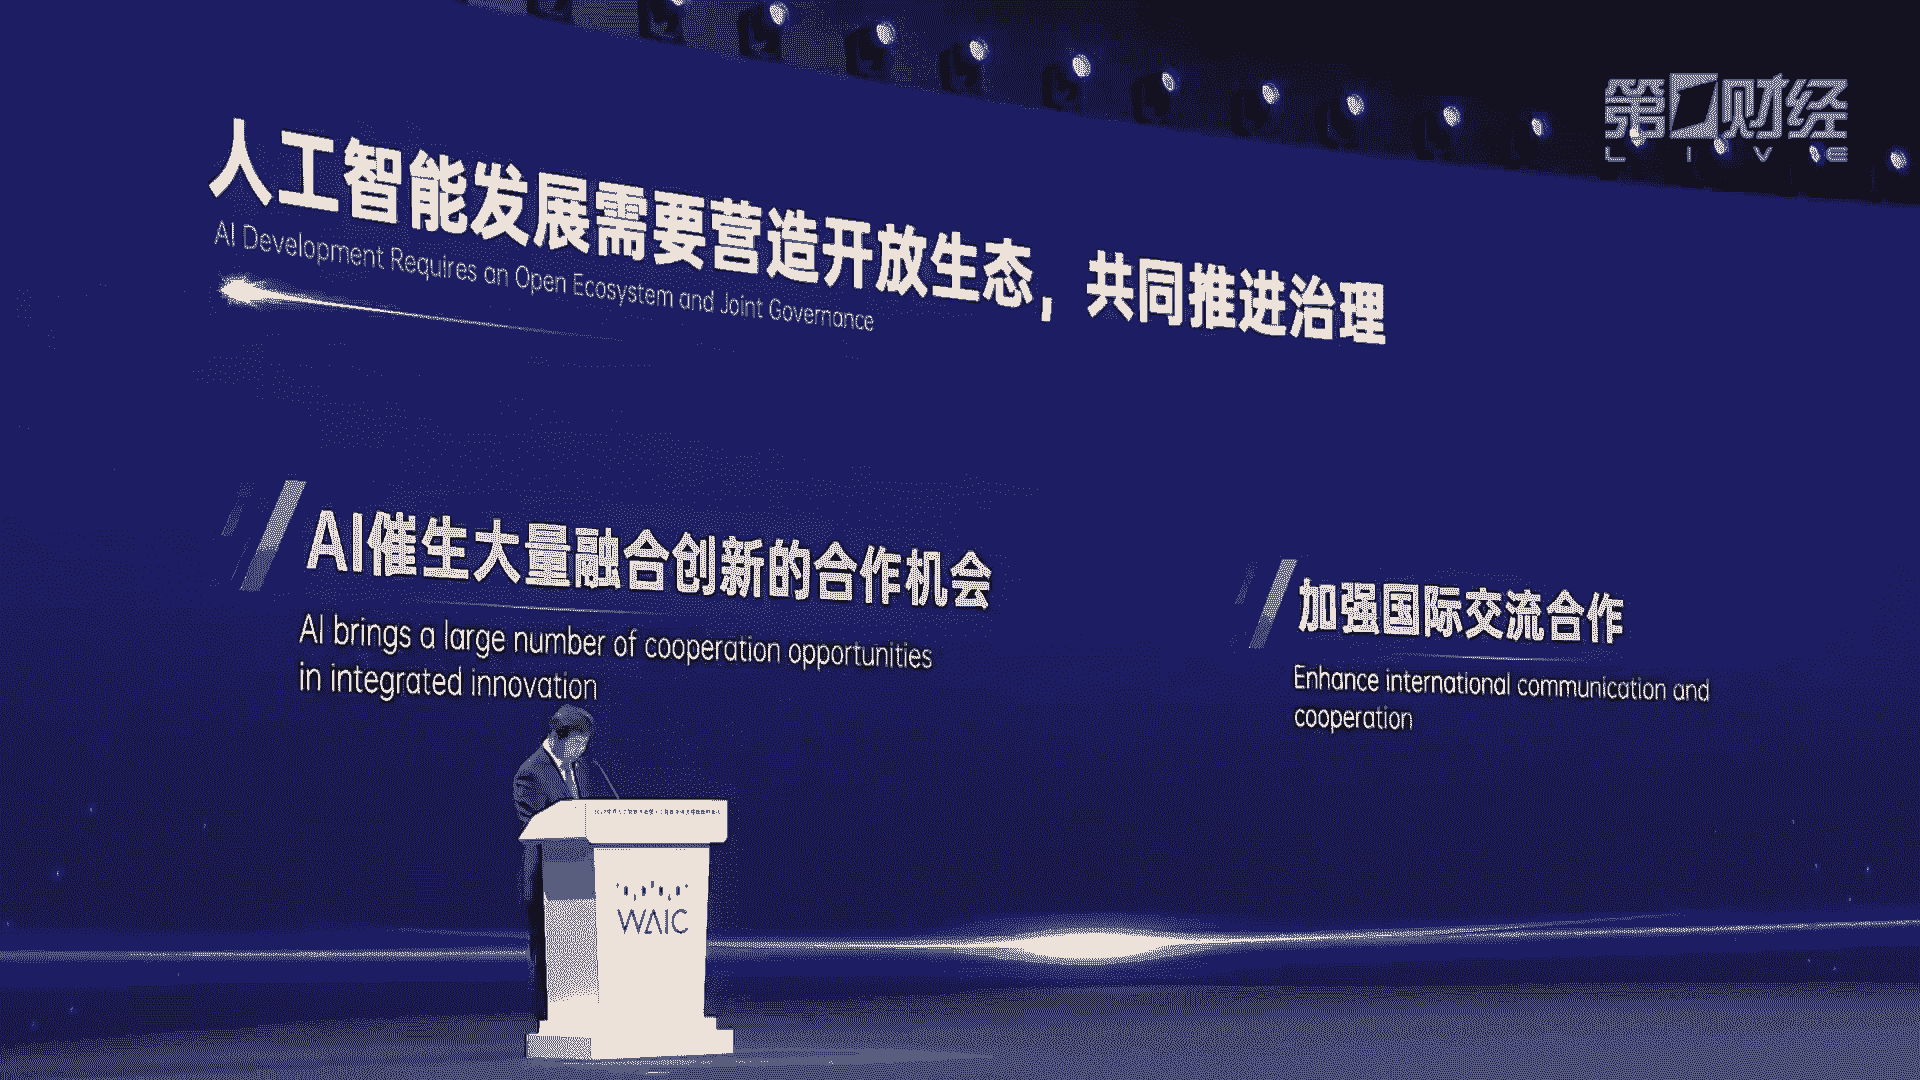 第一财经
LIVE
人工智能发展需要营造开放生态，共同推进治理
AI Development Requires an Open Ecosystem and Joint Governance
AI催生大量融合创新的合作机会
AI brings a large number of cooperation opportunities
in integrated innovation
加强国际交流合作
Enhance international communication and
cooperation
WAIC